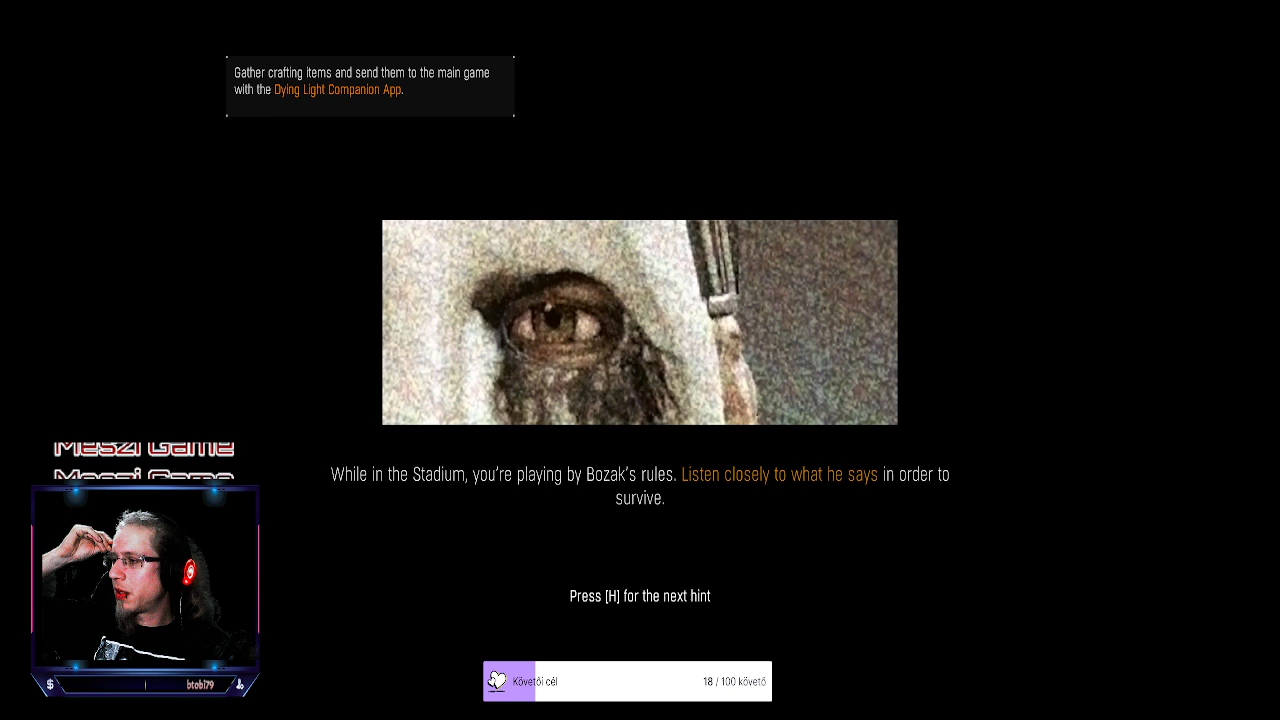 Gather crafting items and send them to the main game
with the Dying Light Companion App.
While in the Stadium, you're playing by Bozak's rules. Listen closely to what he says in order to
survive.
Press [H] for the next hint
Meszi Game
Meszi Game
$ btobi79
Követői cél 18 / 100 követő